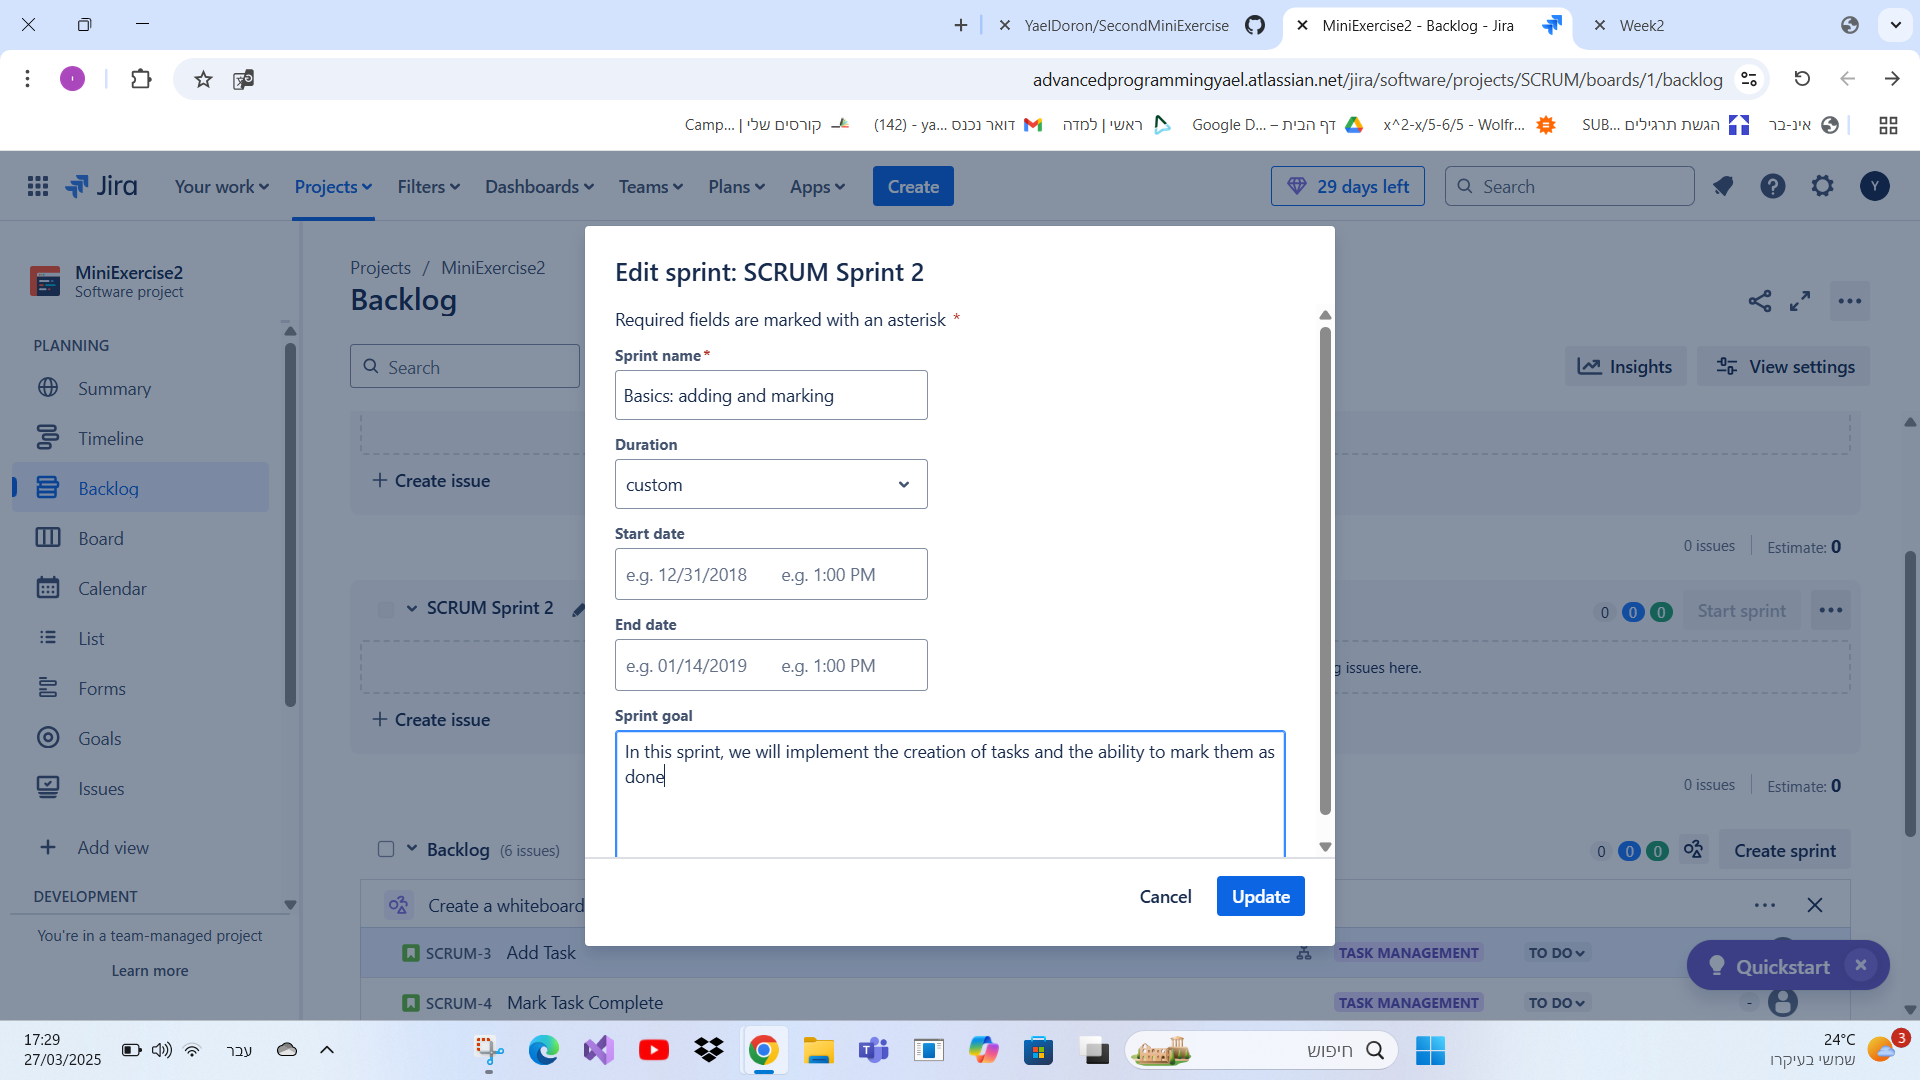 YaelDoron/SecondMiniExercise
MiniExercise2 - Backlog - Jira
Week2
advancedprogrammingyael.atlassian.net/jira/software/projects/SCRUM/boards/1/backlog
Camp... | קורסים שלי
(142) - ya... דואר נכנס
ראשי | למדה
Google D... – דף הבית
x^2-x/5-6/5 - Wolfr...
SUB... הגשת תרגילים
אינ-בר
Jira
Your work
Projects
Filters
Dashboards
Teams
Plans
Apps
Create
29 days left
Search
Y
MiniExercise2
Software project
PLANNING
Summary
Timeline
Backlog
Board
Calendar
List
Forms
Goals
Issues
Add view
DEVELOPMENT
You're in a team-managed project
Learn more
Projects / MiniExercise2
Backlog
Search
Insights
View settings
+ Create issue
0 issues
Estimate: 0
SCRUM Sprint 2
0 0 0
Start sprint
g issues here.
+ Create issue
0 issues
Estimate: 0
Backlog (6 issues)
0 0 0
Create sprint
Create a whiteboard
SCRUM-3 Add Task
TASK MANAGEMENT
TO DO
SCRUM-4 Mark Task Complete
TASK MANAGEMENT
TO DO
-
Quickstart
Edit sprint: SCRUM Sprint 2
Required fields are marked with an asterisk *
Sprint name*
Basics: adding and marking
Duration
custom
Start date
e.g. 12/31/2018 e.g. 1:00 PM
End date
e.g. 01/14/2019 e.g. 1:00 PM
Sprint goal
In this sprint, we will implement the creation of tasks and the ability to mark them as
done
Cancel
Update
17:29
27/03/2025
עבר
חיפוש
24°C
שמשי בעיקרו
3